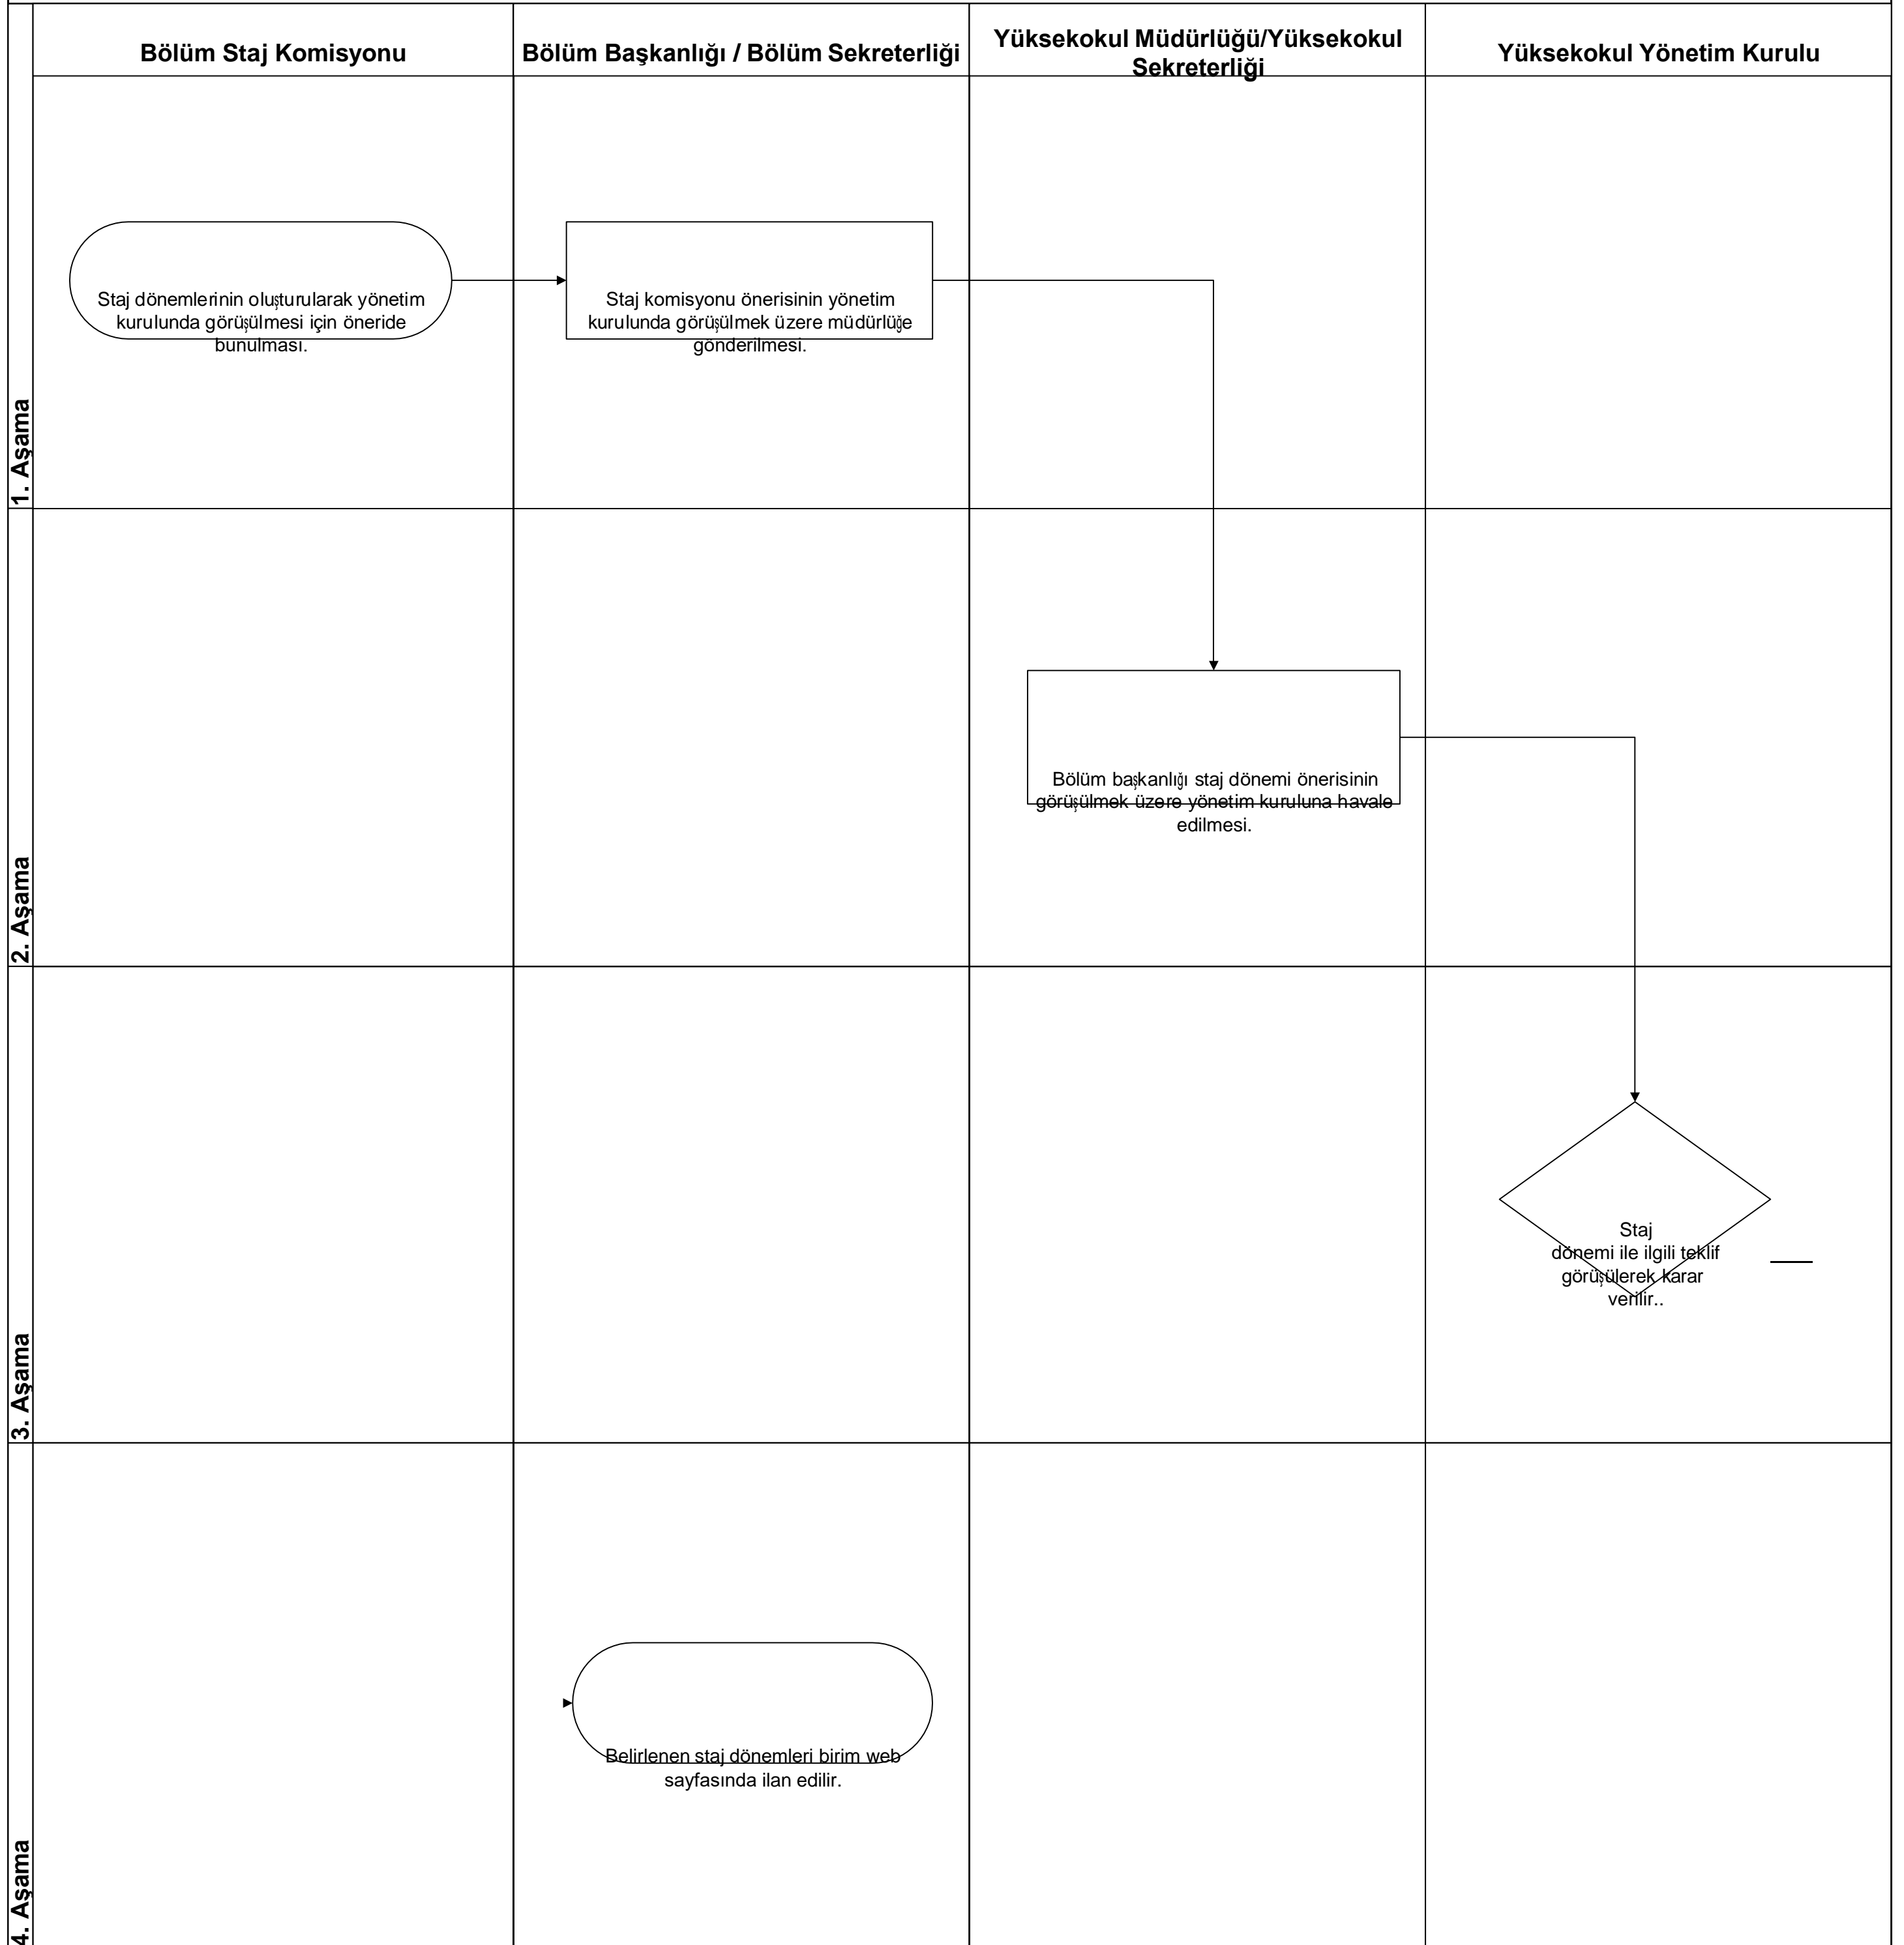 Bölüm Staj Komisyonu
Bölüm Başkanlığı / Bölüm Sekreterliği
Yüksekokul Müdürlüğü/Yüksekokul
Sekreterliği
Yüksekokul Yönetim Kurulu
1. Aşama
Staj dönemlerinin oluşturularak yönetim
kurulunda görüşülmesi için öneride
bunulması.
Staj komisyonu önerisinin yönetim
kurulunda görüşülmek üzere müdürlüğe
gönderilmesi.
2. Aşama
Bölüm başkanlığı staj dönemi önerisinin
görüşülmek üzere yönetim kuruluna havale
edilmesi.
3. Aşama
Staj
dönemi ile ilgili teklif
görüşülerek karar
verilir..
4. Aşama
Belirlenen staj dönemleri birim web
sayfasında ilan edilir.